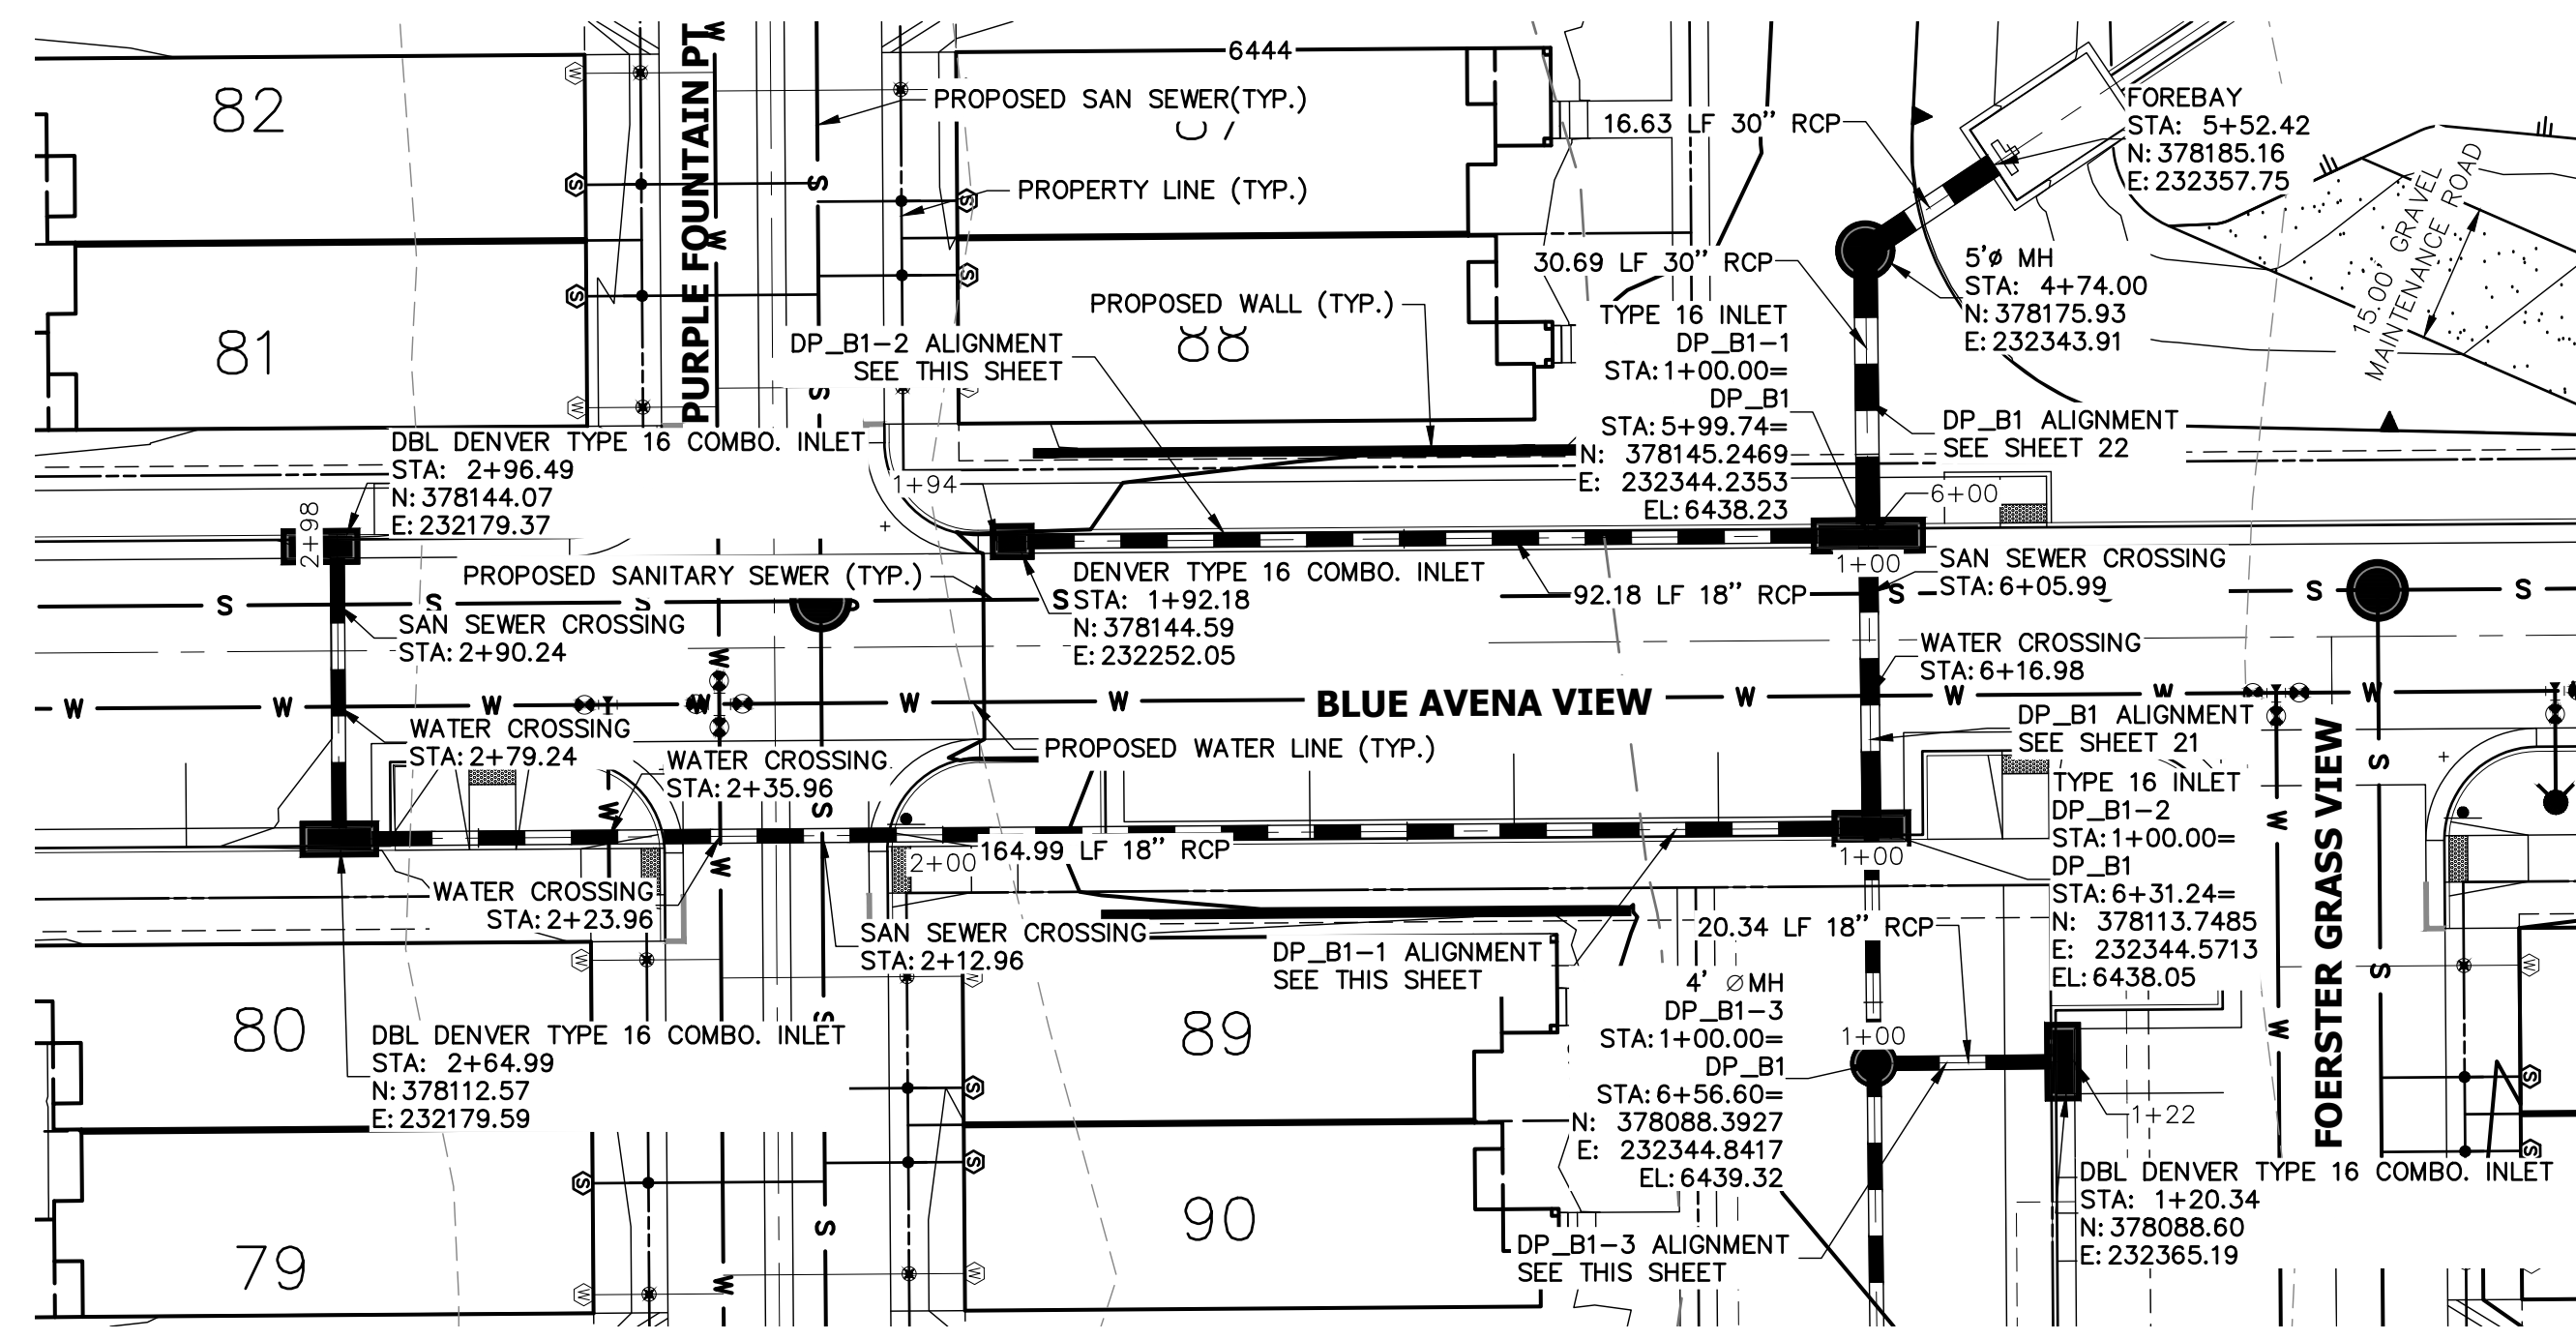 82
81
80
79
PURPLE FOUNTAIN PT
6444
PROPOSED SAN SEWER(TYP.)
PROPERTY LINE (TYP.)
PROPOSED WALL (TYP.)
88
DP_B1-2 ALIGNMENT
SEE THIS SHEET
16.63 LF 30" RCP
30.69 LF 30" RCP
FOREBAY
STA: 5+52.42
N: 378185.16
E: 232357.75
5'ø MH
STA: 4+74.00
N: 378175.93
E: 232343.91
15.00' GRAVEL
MAINTENANCE ROAD
TYPE 16 INLET
DP_B1-1
STA: 1+00.00=
DP_B1
STA: 5+99.74=
N: 378145.2469
E: 232344.2353
EL: 6438.23
DP_B1 ALIGNMENT
SEE SHEET 22
DBL DENVER TYPE 16 COMBO. INLET
STA: 2+96.49
N: 378144.07
E: 232179.37
1+94
6+00
2+98
1+00
PROPOSED SANITARY SEWER (TYP.)
DENVER TYPE 16 COMBO. INLET
STA: 1+92.18
N: 378144.59
E: 232252.05
92.18 LF 18" RCP
SAN SEWER CROSSING
STA: 6+05.99
S S S S S S S S
SAN SEWER CROSSING
STA: 2+90.24
WATER CROSSING
STA: 6+16.98
W W W W W BLUE AVENA VIEW W W W W
WATER CROSSING
STA: 2+79.24
WATER CROSSING
STA: 2+35.96
PROPOSED WATER LINE (TYP.)
DP_B1 ALIGNMENT
SEE SHEET 21
TYPE 16 INLET
DP_B1-2
STA: 1+00.00=
DP_B1
STA: 6+31.24=
N: 378113.7485
E: 232344.5713
EL: 6438.05
2+00
164.99 LF 18" RCP
1+00
WATER CROSSING
STA: 2+23.96
SAN SEWER CROSSING
STA: 2+12.96
DP_B1-1 ALIGNMENT
SEE THIS SHEET
20.34 LF 18" RCP
FOERSTER GRASS VIEW
89
90
4' ∅MH
DP_B1-3
STA: 1+00.00=
DP_B1
STA: 6+56.60=
N: 378088.3927
E: 232344.8417
EL: 6439.32
1+00
1+22
DBL DENVER TYPE 16 COMBO. INLET
STA: 2+64.99
N: 378112.57
E: 232179.59
DP_B1-3 ALIGNMENT
SEE THIS SHEET
DBL DENVER TYPE 16 COMBO. INLET
STA: 1+20.34
N: 378088.60
E: 232365.19